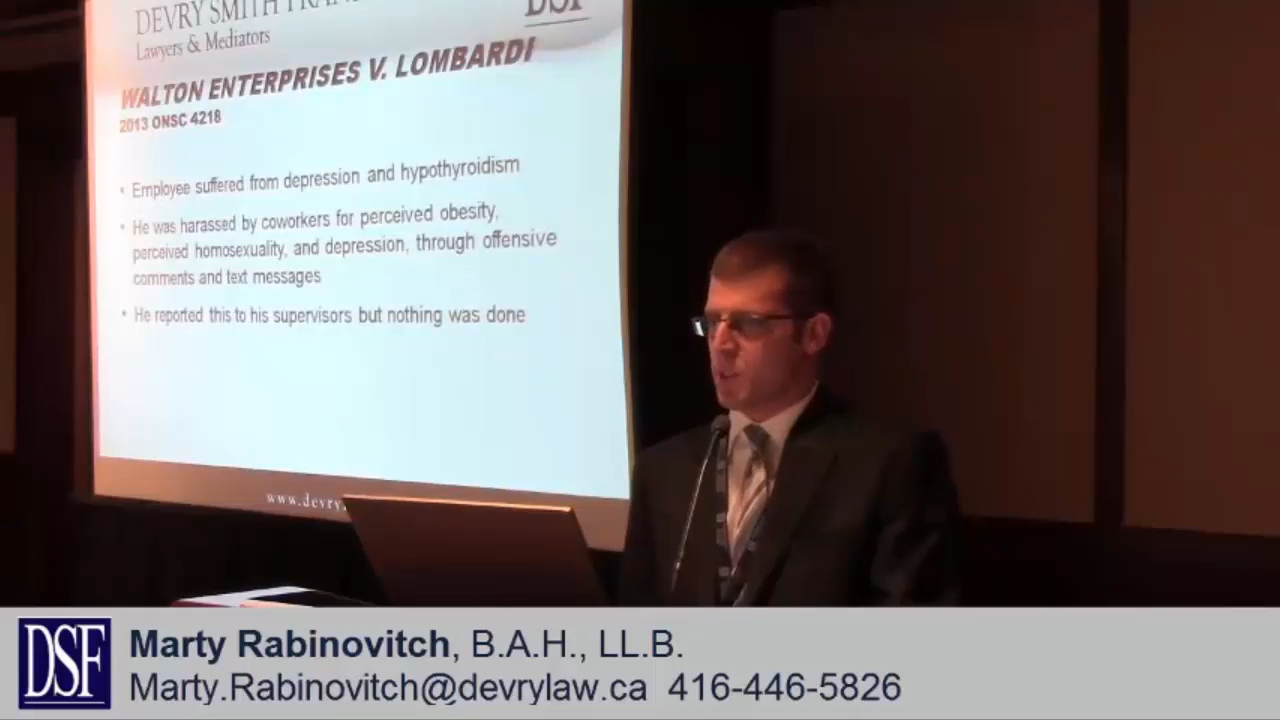 DEVRY SMITH
DSF
Lawyers & Mediators
WALTON ENTERPRISES V. LOMBARDI
2013 ONSC 4218
• Employee suffered from depression and hypothyroidism
• He was harassed by coworkers for perceived obesity,
perceived homosexuality, and depression, through offensive
comments and text messages
• He reported this to his supervisors but nothing was done
www.devry
DSF
Marty Rabinovitch, B.A.H., LL.B.
Marty.Rabinovitch@devrylaw.ca 416-446-5826